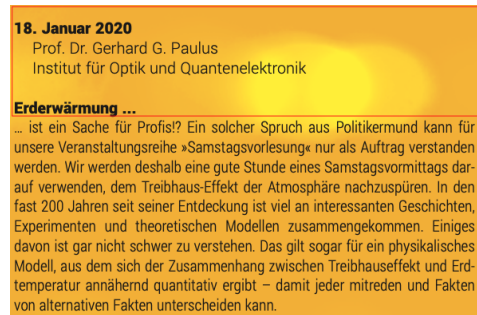 18. Januar 2020
Prof. Dr. Gerhard G. Paulus
Institut für Optik und Quantenelektronik
Erderwärmung ...
... ist ein Sache für Profis!? Ein solcher Spruch aus Politikermund kann für
unsere Veranstaltungsreihe »Samstagsvorlesung« nur als Auftrag verstanden
werden. Wir werden deshalb eine gute Stunde eines Samstagsvormittags dar-
auf verwenden, dem Treibhaus-Effekt der Atmosphäre nachzuspüren. In den
fast 200 Jahren seit seiner Entdeckung ist viel an interessanten Geschichten,
Experimenten und theoretischen Modellen zusammengekommen. Einiges
davon ist gar nicht schwer zu verstehen. Das gilt sogar für ein physikalisches
Modell, aus dem sich der Zusammenhang zwischen Treibhauseffekt und Erd-
temperatur annähernd quantitativ ergibt – damit jeder mitreden und Fakten
von alternativen Fakten unterscheiden kann.